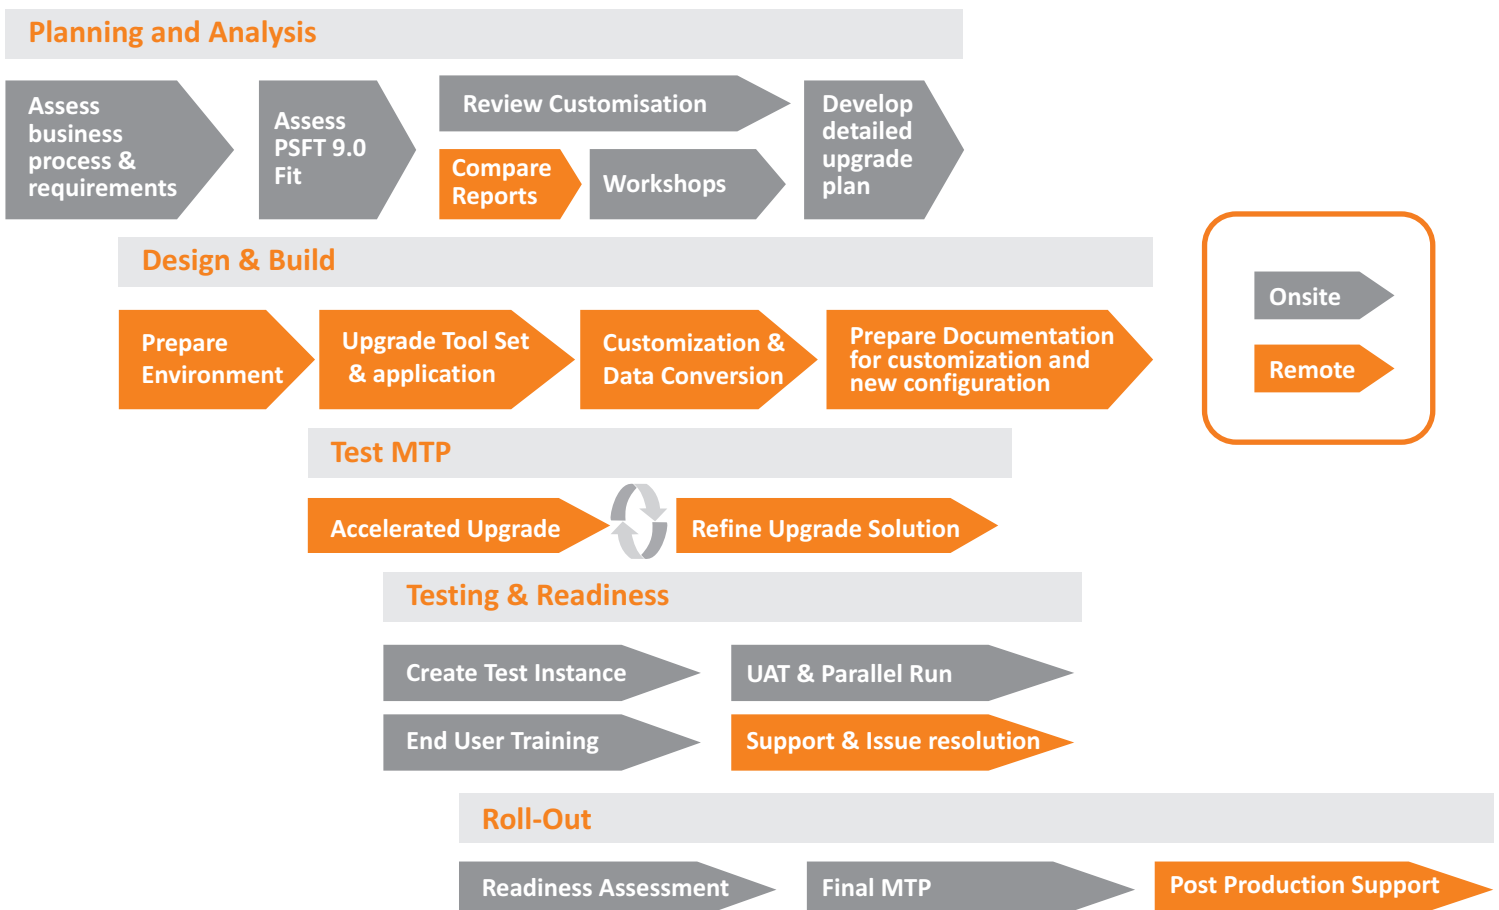 Planning and Analysis
Assess
business
process &
requirements
Assess
PSFT 9.0
Fit
Review Customisation
Compare
Reports
Workshops
Develop
detailed
upgrade
plan
Design & Build
Prepare
Environment
Upgrade Tool Set
& application
Customization &
Data Conversion
Prepare Documentation
for customization and
new configuration
Onsite
Remote
Test MTP
Accelerated Upgrade
Refine Upgrade Solution
Testing & Readiness
Create Test Instance
UAT & Parallel Run
End User Training
Support & Issue resolution
Roll-Out
Readiness Assessment
Final MTP
Post Production Support